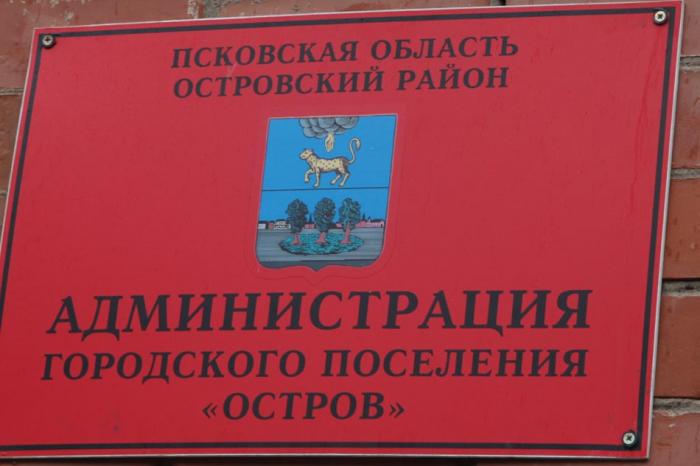 ПСКОВСКАЯ ОБЛАСТЬ
ОСТРОВСКИЙ РАЙОН
АДМИНИСТРАЦИЯ
ГОРОДСКОГО ПОСЕЛЕНИЯ
«ОСТРОВ»